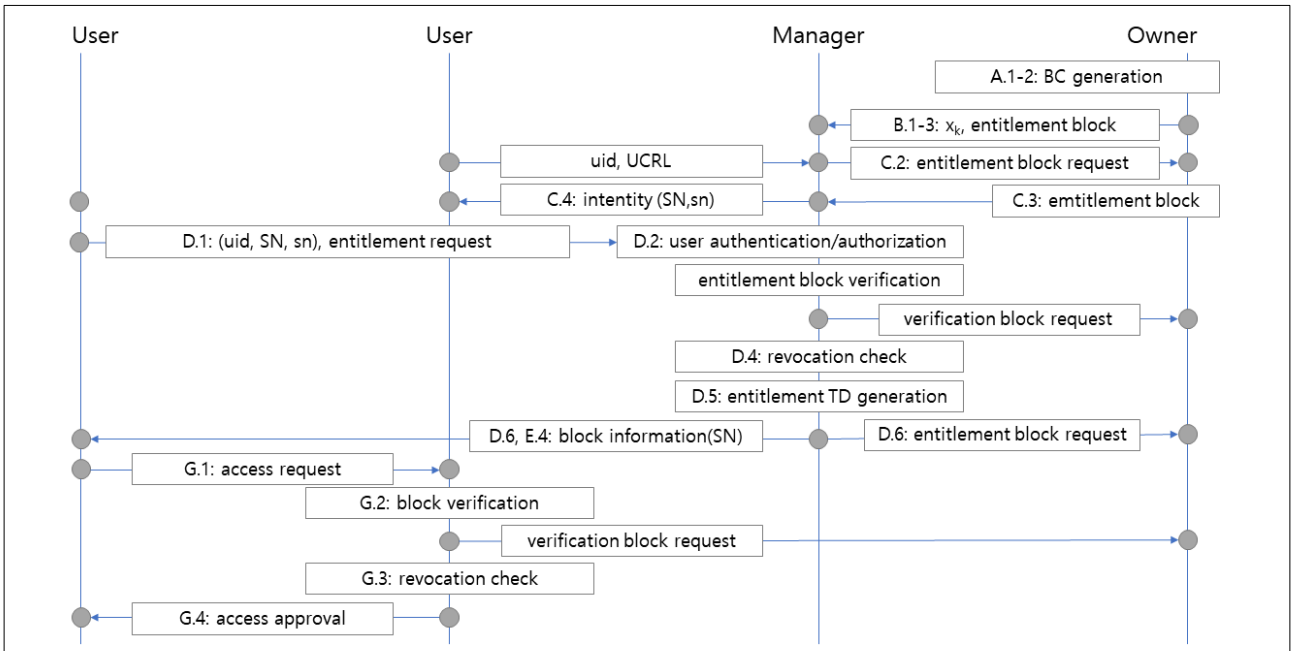 User
User
Manager
Owner
A.1-2: BC generation
B.1-3: xₖ, entitlement block
uid, UCRL
C.2: entitlement block request
C.4: intentity (SN,sn)
C.3: emtitlement block
D.1: (uid, SN, sn), entitlement request
D.2: user authentication/authorization
entitlement block verification
verification block request
D.4: revocation check
D.5: entitlement TD generation
D.6, E.4: block information(SN)
D.6: entitlement block request
G.1: access request
G.2: block verification
verification block request
G.3: revocation check
G.4: access approval